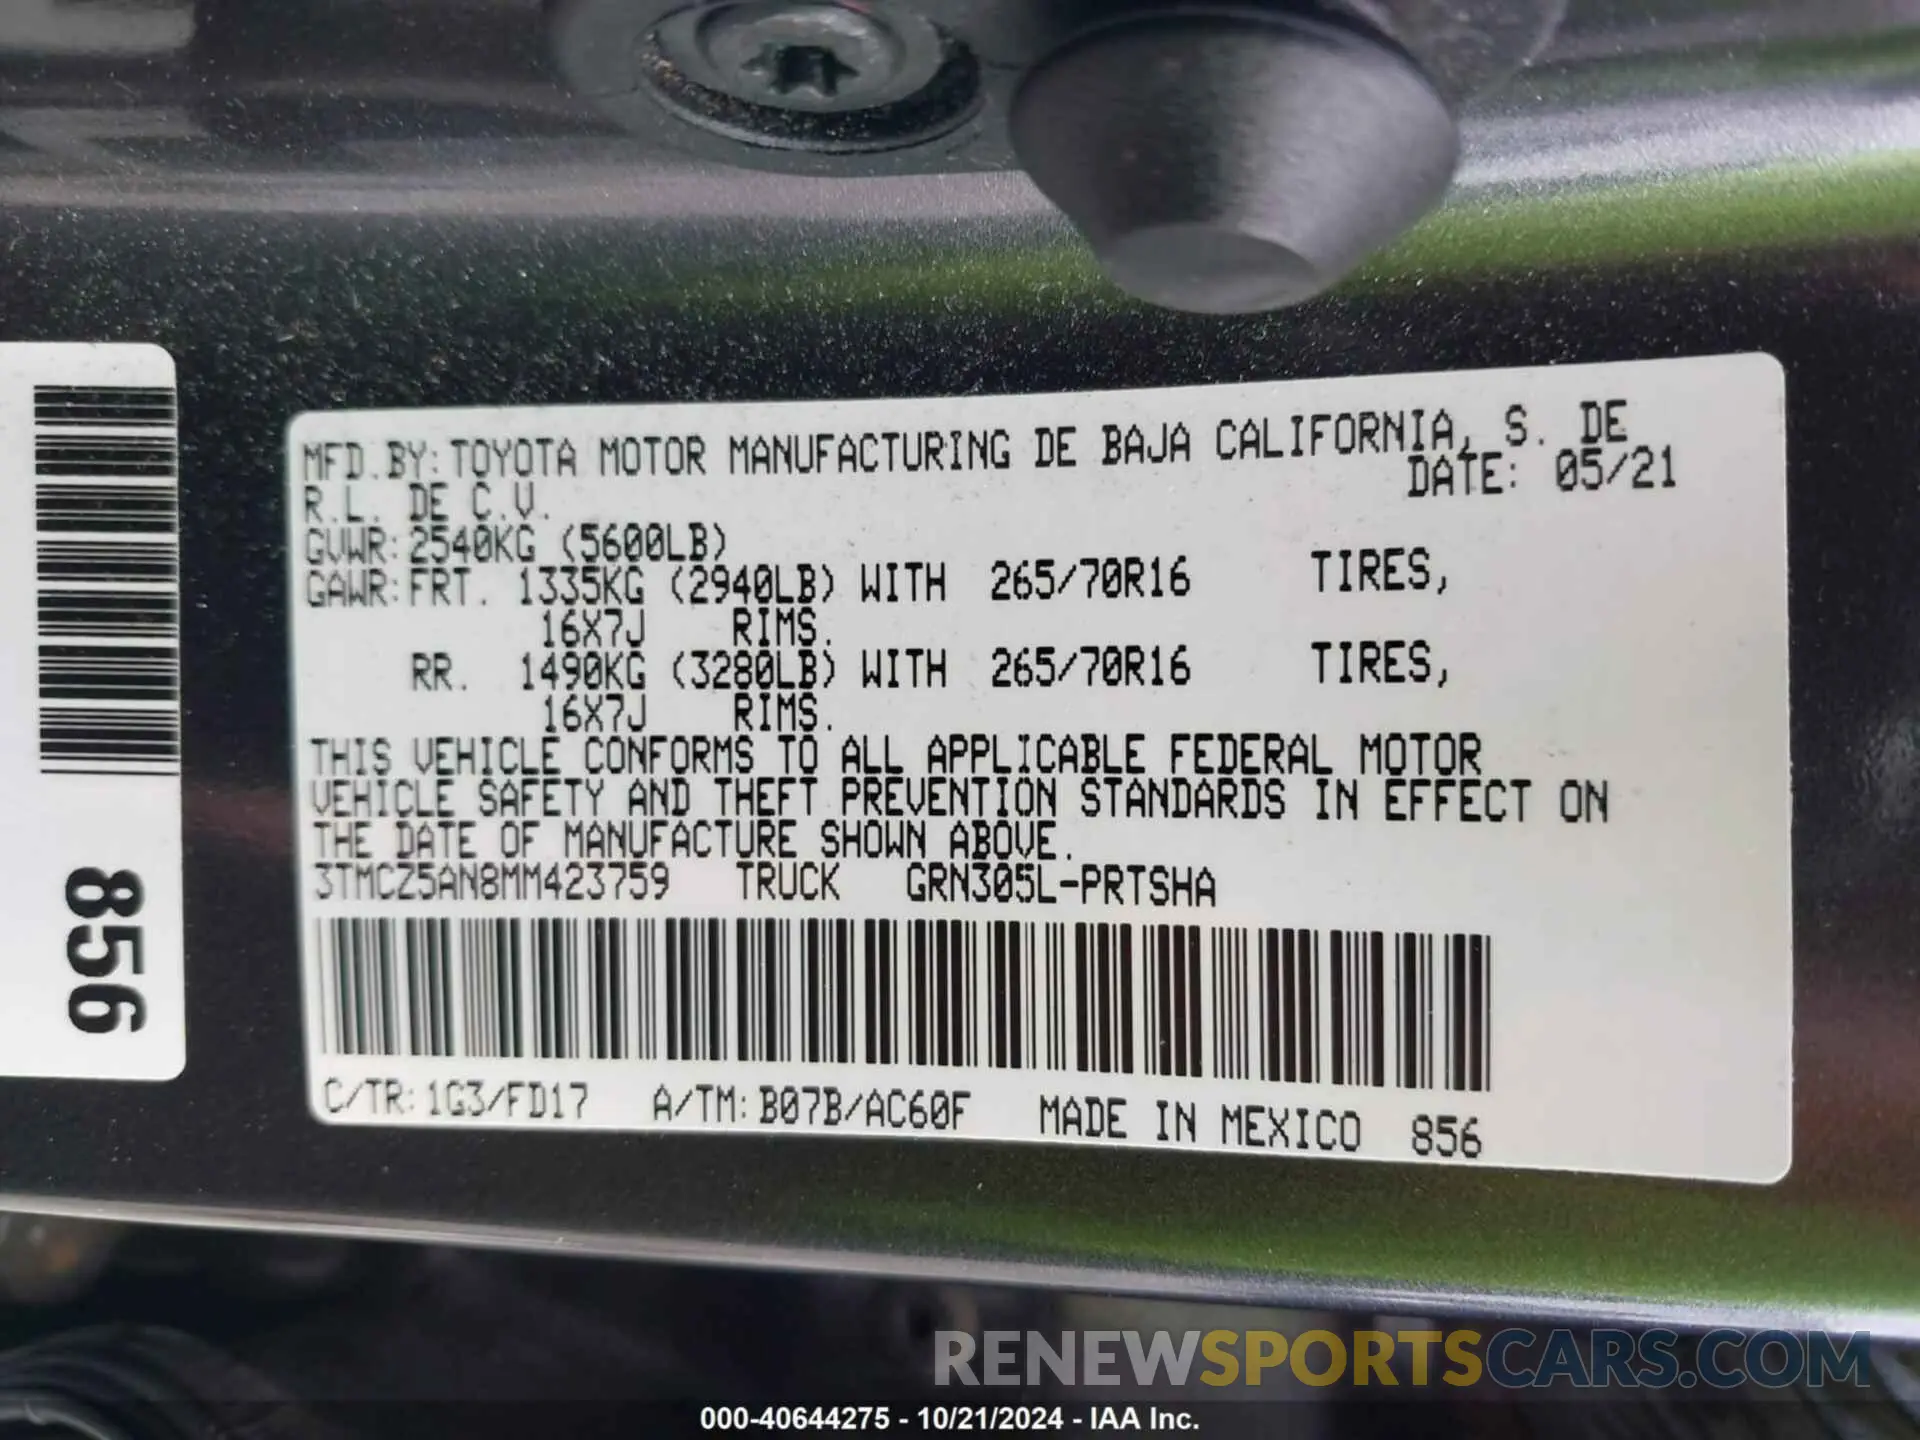 MFD.BY:TOYOTA MOTOR MANUFACTURING DE BAJA CALIFORNIA, S. DE
R.L. DE C.V. DATE: 05/21
GVWR:2540KG (5600LB)
GAWR:FRT. 1335KG (2940LB) WITH 265/70R16 TIRES,
16X7J RIMS.
RR. 1490KG (3280LB) WITH 265/70R16 TIRES,
16X7J RIMS.
THIS VEHICLE CONFORMS TO ALL APPLICABLE FEDERAL MOTOR
VEHICLE SAFETY AND THEFT PREVENTION STANDARDS IN EFFECT ON
THE DATE OF MANUFACTURE SHOWN ABOVE.
3TMCZ5AN8MM423759 TRUCK GRN305L-PRTSHA
C/TR:1G3/FD17 A/TM:B07B/AC60F MADE IN MEXICO 856
856
RENEWSPORTSCARS.COM
000-40644275 - 10/21/2024 - IAA Inc.